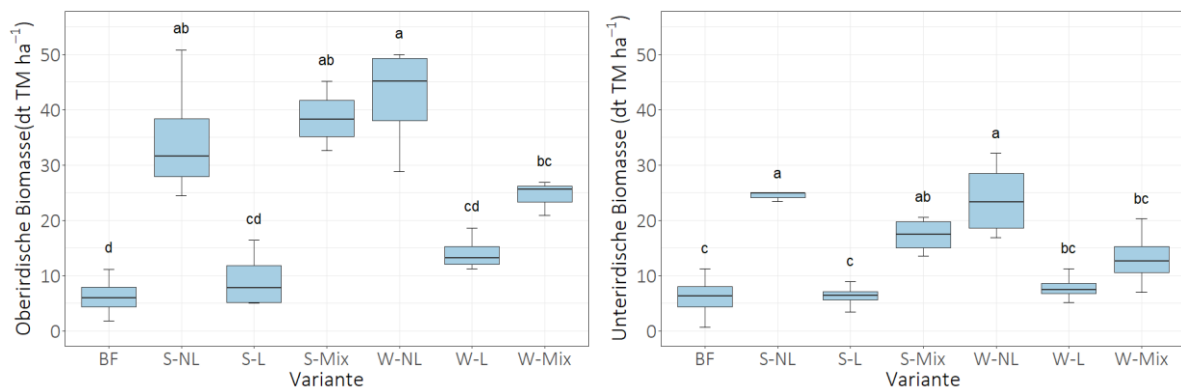 Oberirdische Biomasse(dt TM ha⁻¹)
50
40
30
20
10
0
d
ab
cd
ab
a
cd
bc
BF S-NL S-L S-Mix W-NL W-L W-Mix
Variante
Unterirdische Biomasse (dt TM ha⁻¹)
50
40
30
20
10
0
c
a
c
ab
a
bc
bc
BF S-NL S-L S-Mix W-NL W-L W-Mix
Variante